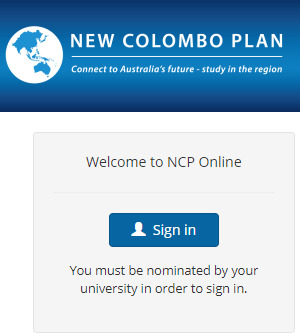 NEW COLOMBO PLAN
Connect to Australia's future - study in the region
Welcome to NCP Online
Sign in
You must be nominated by your
university in order to sign in.